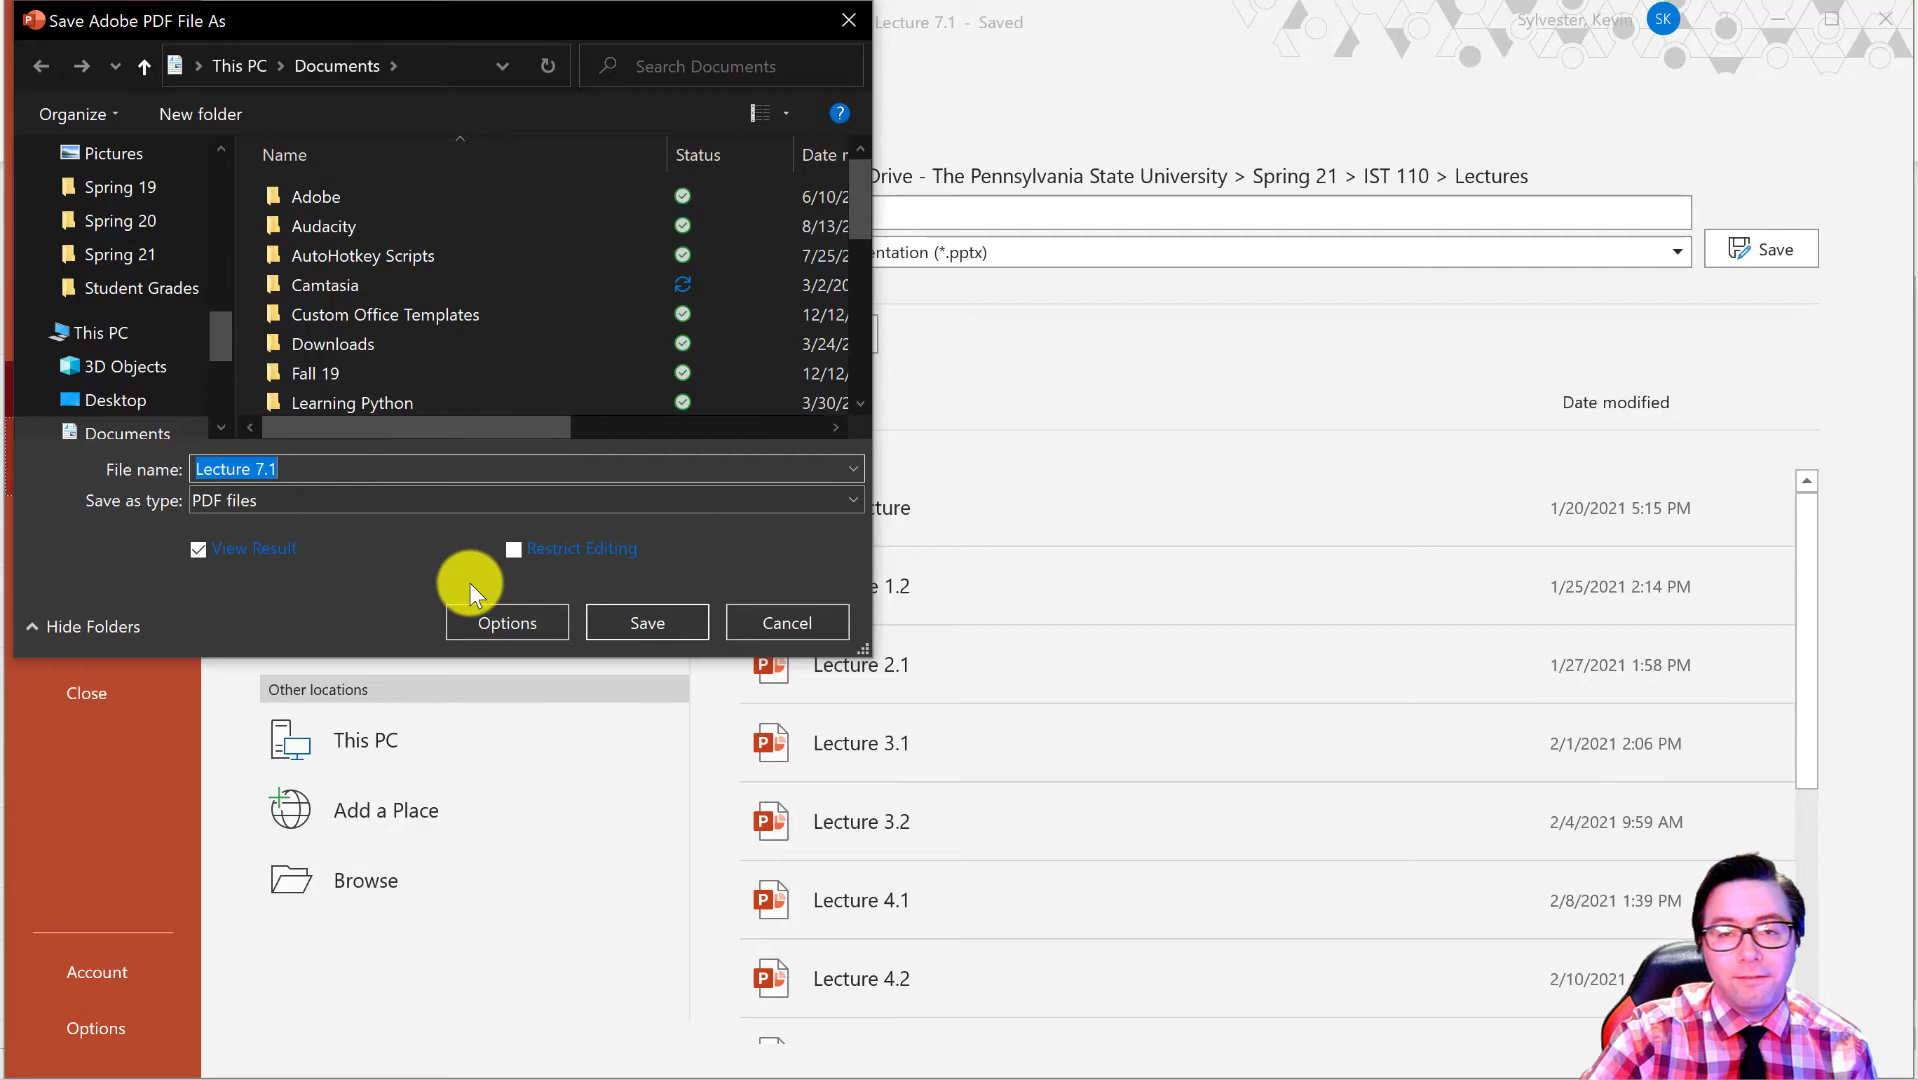 Save Adobe PDF File As
Lecture 7.1 - Saved
Sylvester, Kevin
SK
This PC > Documents >
Search Documents
Organize
New folder
?
Pictures
Spring 19
Spring 20
Spring 21
Student Grades
This PC
3D Objects
Desktop
Documents
Name
Status
Date
Adobe
6/10/2
Audacity
8/13/2
AutoHotkey Scripts
7/25/2
Camtasia
3/2/20
Custom Office Templates
12/12/
Downloads
3/24/2
Fall 19
12/12/
Learning Python
3/30/2
File name: Lecture 7.1
Save as type: PDF files
View Result
Restrict Editing
Hide Folders
Options
Save
Cancel
Drive - The Pennsylvania State University > Spring 21 > IST 110 > Lectures
entation (*.pptx)
Save
Date modified
cture
1/20/2021 5:15 PM
e 1.2
1/25/2021 2:14 PM
Lecture 2.1
1/27/2021 1:58 PM
Lecture 3.1
2/1/2021 2:06 PM
Lecture 3.2
2/4/2021 9:59 AM
Lecture 4.1
2/8/2021 1:39 PM
Lecture 4.2
2/10/2021
Close
Other locations
This PC
Add a Place
Browse
Account
Options